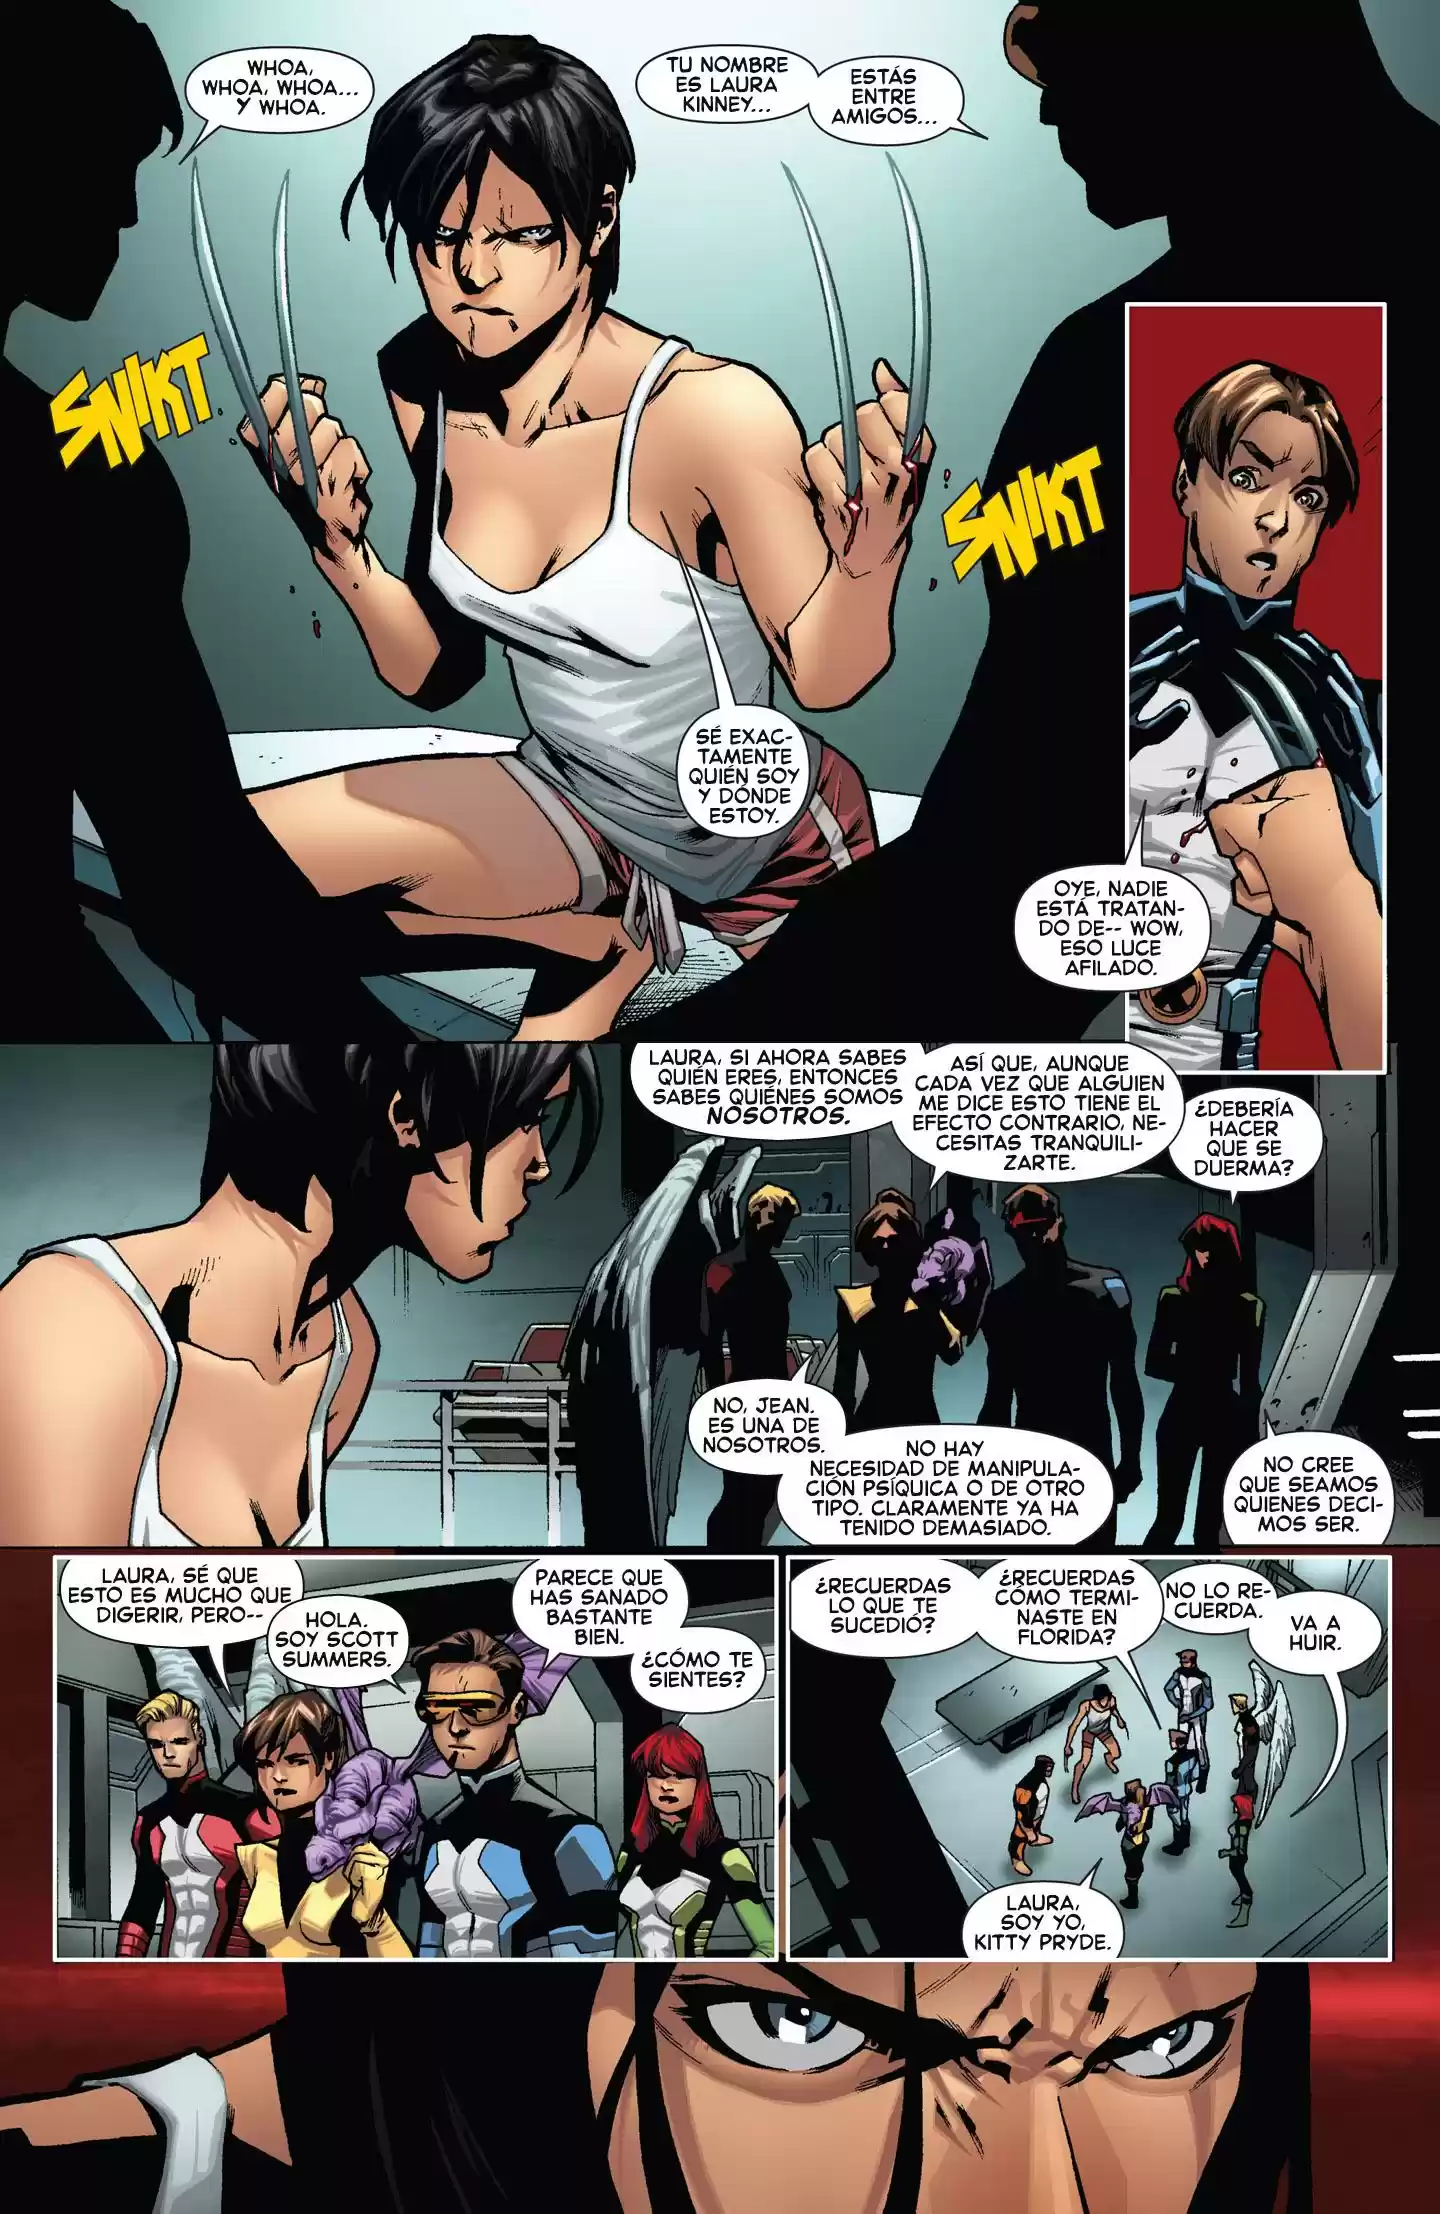 WHOA,
WHOA, WHOA...
Y WHOA.
TU NOMBRE
ES LAURA
KINNEY...
ESTÁS
ENTRE
AMIGOS...
SNIKT
SNIKT
SÉ EXAC-
TAMENTE
QUIÉN SOY
Y DÓNDE
ESTOY.
OYE, NADIE
ESTÁ TRATAN-
DO DE-- WOW,
ESO LUCE
AFILADO.
LAURA, SI AHORA SABES
QUIÉN ERES, ENTONCES
SABES QUIÉNES SOMOS
NOSOTROS.
ASÍ QUE, AUNQUE
CADA VEZ QUE ALGUIEN
ME DICE ESTO TIENE EL
EFECTO CONTRARIO, NE-
CESITAS TRANQUILI-
ZARTE.
¿DEBERÍA
HACER
QUE SE
DUERMA?
NO, JEAN.
ES UNA DE
NOSOTROS.
NO HAY
NECESIDAD DE MANIPULA-
CIÓN PSÍQUICA O DE OTRO
TIPO. CLARAMENTE YA HA
TENIDO DEMASIADO.
NO CREE
QUE SEAMOS
QUIENES DECI-
MOS SER.
LAURA, SÉ QUE
ESTO ES MUCHO QUE
DIGERIR, PERO--
HOLA.
SOY SCOTT
SUMMERS.
PARECE QUE
HAS SANADO
BASTANTE
BIEN.
¿CÓMO TE
SIENTES?
¿RECUERDAS
LO QUE TE
SUCEDIÓ?
¿RECUERDAS
CÓMO TERMI-
NASTE EN
FLORIDA?
NO LO RE-
CUERDA.
VA A
HUIR.
LAURA,
SOY YO,
KITTY PRYDE.